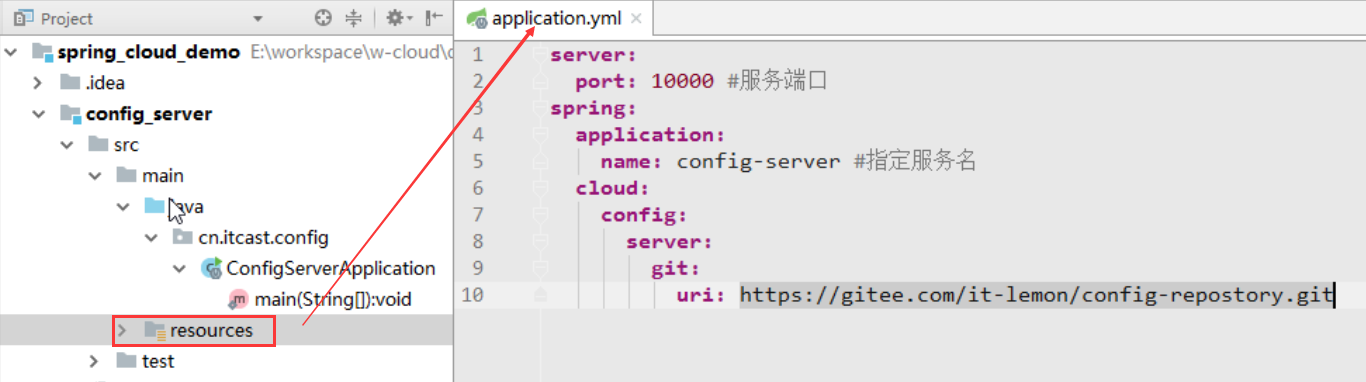 Project
spring_cloud_demo E:\workspace\w-cloud\
.idea
config_server
src
main
java
cn.itcast.config
ConfigServerApplication
main(String[]):void
resources
test
application.yml
1 server:
2 port: 10000 #服务端口
3 spring:
4 application:
5 name: config-server #指定服务名
6 cloud:
7 config:
8 server:
9 git:
10 uri: https://gitee.com/it-lemon/config-repostory.git